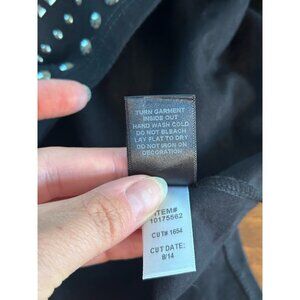 TURN GARMENT
INSIDE OUT
HAND WASH COLD
DO NOT BLEACH
LAY FLAT TO DRY
DO NOT IRON ON
DECORATION
ITEM#
10175562
CUT# 1654
CUT DATE:
8/14